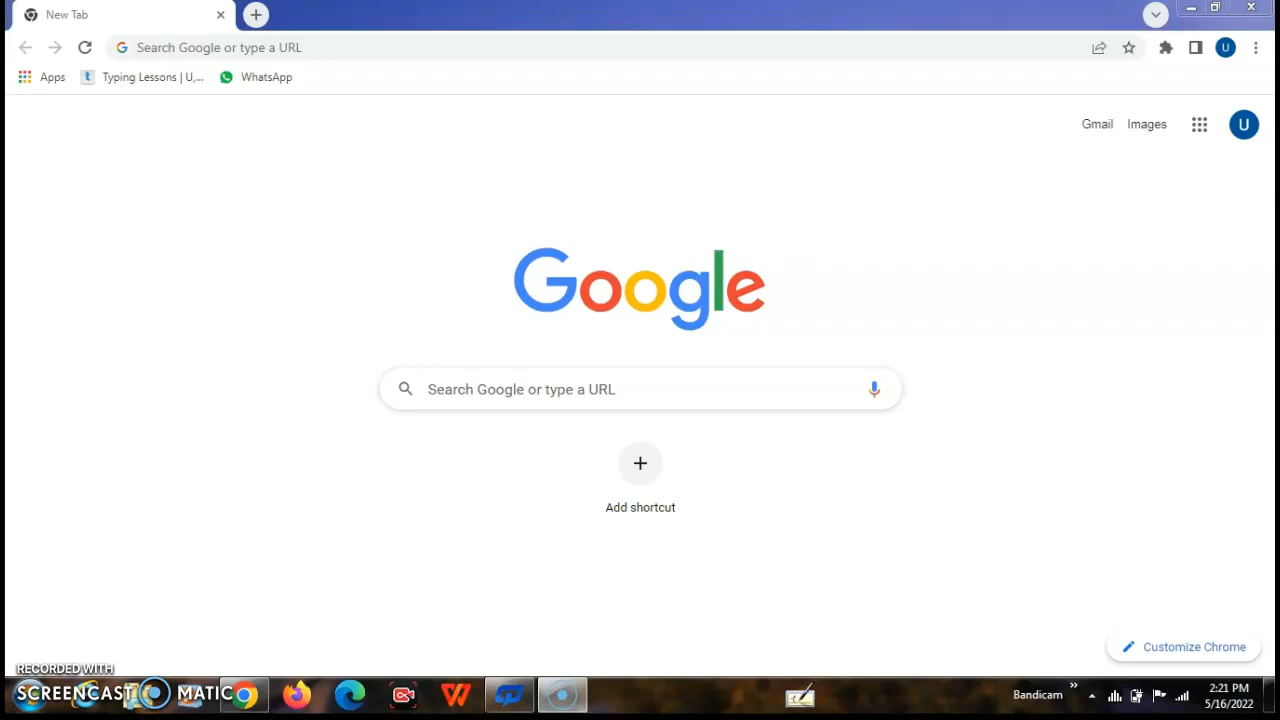 New Tab
Search Google or type a URL
Apps
Typing Lessons | U,...
WhatsApp
U
Gmail
Images
U
Google
Search Google or type a URL
Add shortcut
Customize Chrome
RECORDED WITH
SCREENCAST MATIC
Bandicam
2:21 PM
5/16/2022